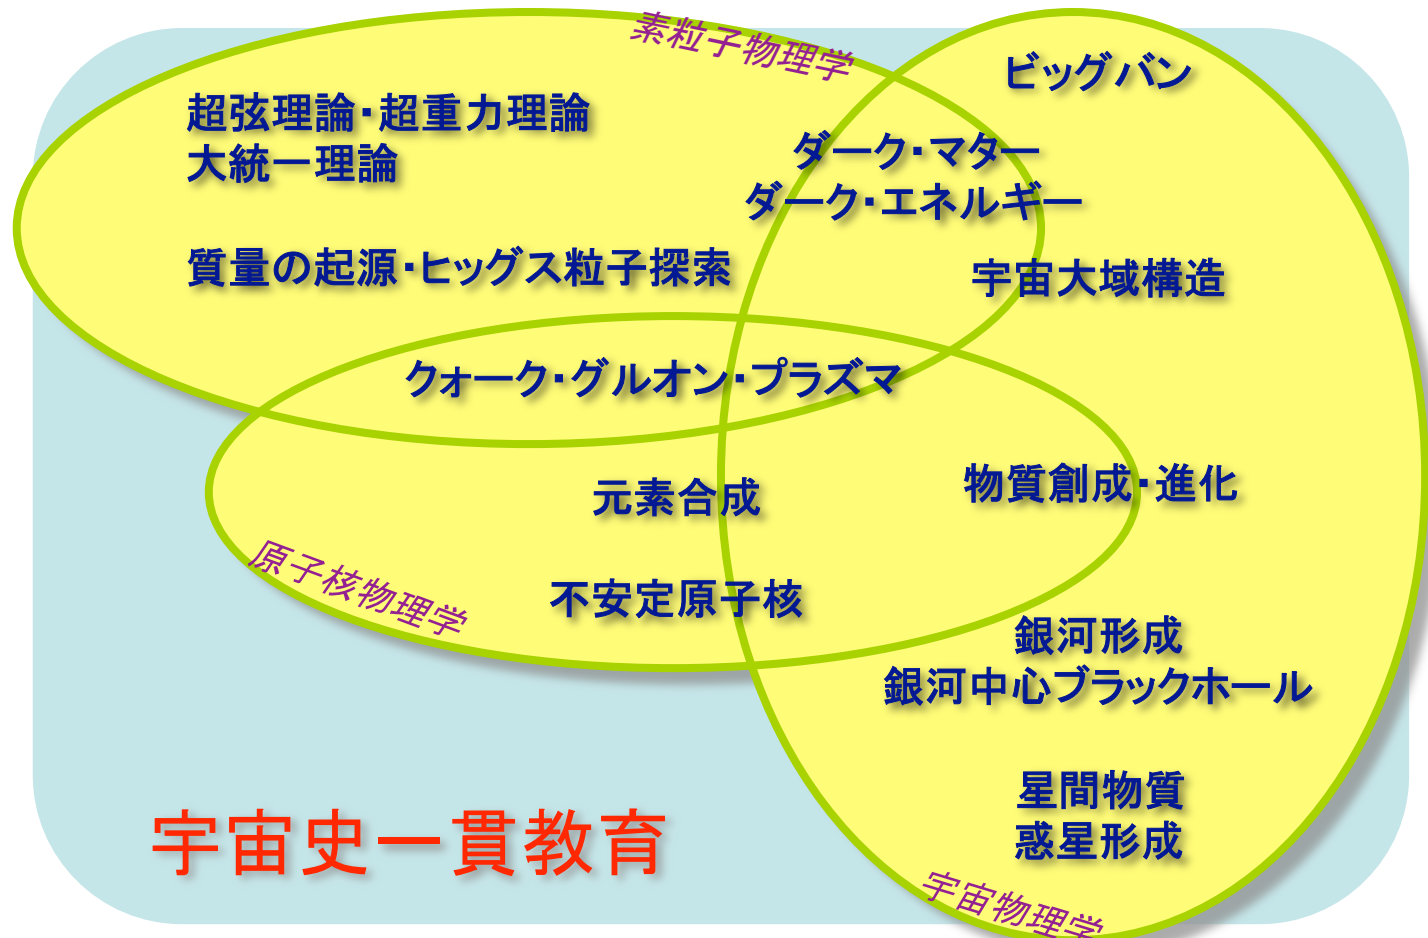 素粒子物理学
ビッグバン
超弦理論・超重力理論
大統一理論
ダーク・マター
ダーク・エネルギー
質量の起源・ヒッグス粒子探索
宇宙大域構造
クォーク・グルオン・プラズマ
元素合成
物質創成・進化
原子核物理学
不安定原子核
銀河形成
銀河中心ブラックホール
星間物質
惑星形成
宇宙史一貫教育
宇宙物理学